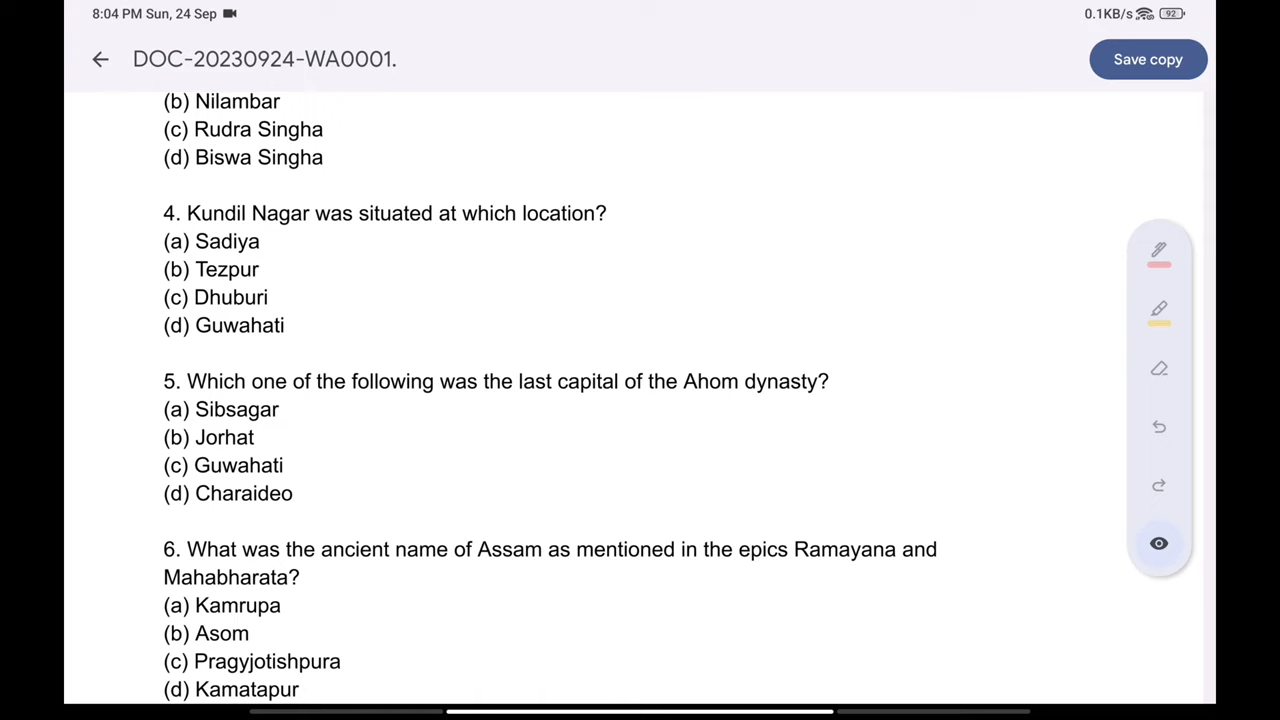 8:04 PM Sun, 24 Sep
0.1KB/s 92
DOC-20230924-WA0001.
Save copy
(b) Nilambar
(c) Rudra Singha
(d) Biswa Singha
4. Kundil Nagar was situated at which location?
(a) Sadiya
(b) Tezpur
(c) Dhuburi
(d) Guwahati
5. Which one of the following was the last capital of the Ahom dynasty?
(a) Sibsagar
(b) Jorhat
(c) Guwahati
(d) Charaideo
6. What was the ancient name of Assam as mentioned in the epics Ramayana and
Mahabharata?
(a) Kamrupa
(b) Asom
(c) Pragyjotishpura
(d) Kamatapur